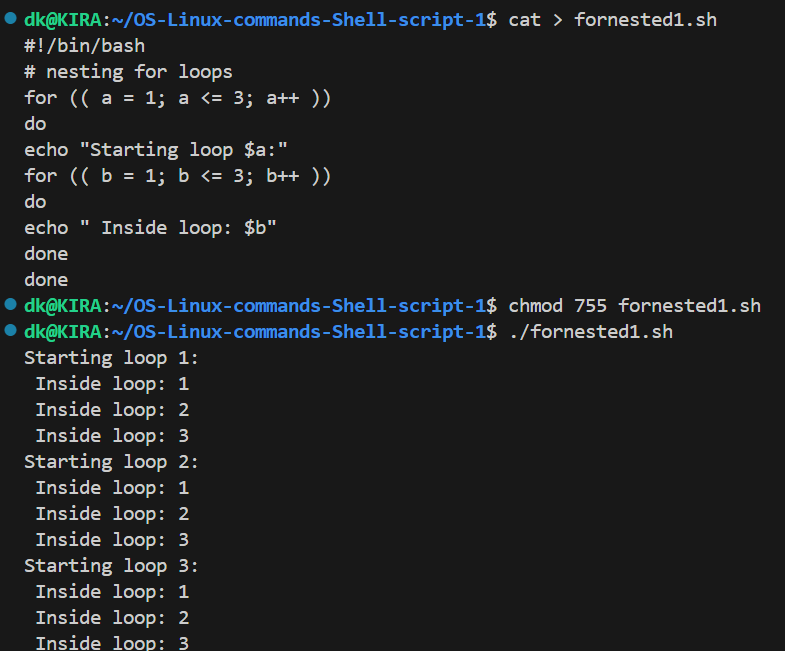 dk@KIRA:~/OS-Linux-commands-Shell-script-1$ cat > fornested1.sh
#!/bin/bash
# nesting for loops
for (( a = 1; a <= 3; a++ ))
do
echo "Starting loop $a:"
for (( b = 1; b <= 3; b++ ))
do
echo " Inside loop: $b"
done
done
dk@KIRA:~/OS-Linux-commands-Shell-script-1$ chmod 755 fornested1.sh
dk@KIRA:~/OS-Linux-commands-Shell-script-1$ ./fornested1.sh
Starting loop 1:
 Inside loop: 1
 Inside loop: 2
 Inside loop: 3
Starting loop 2:
 Inside loop: 1
 Inside loop: 2
 Inside loop: 3
Starting loop 3:
 Inside loop: 1
 Inside loop: 2
 Inside loop: 3